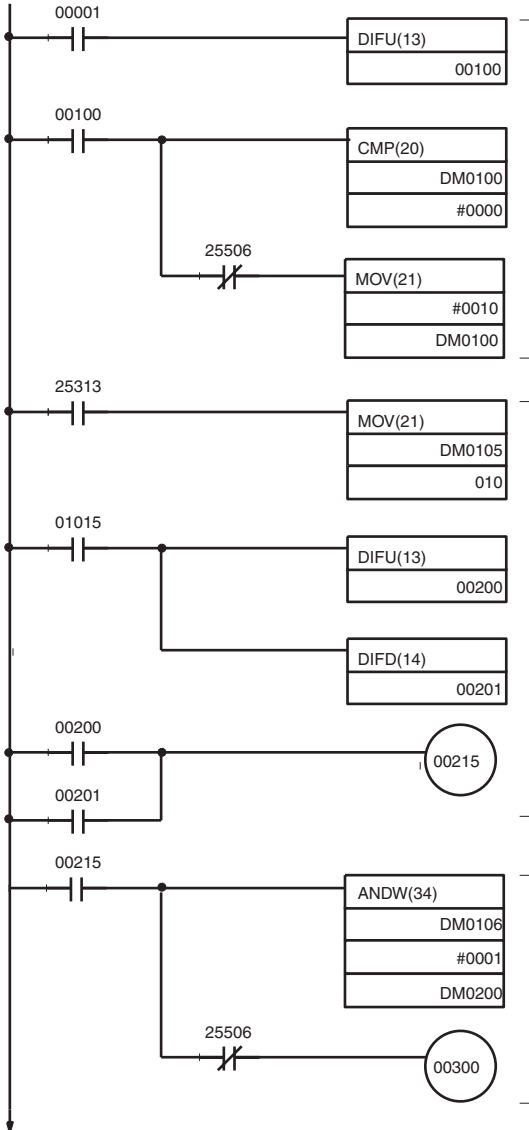 00001
DIFU(13)
00100
00100
CMP(20)
DM0100
#0000
25506
MOV(21)
#0010
DM0100
25313
MOV(21)
DM0105
010
01015
DIFU(13)
00200
DIFD(14)
00201
00200
00215
00201
00215
ANDW(34)
DM0106
#0001
DM0200
25506
00300